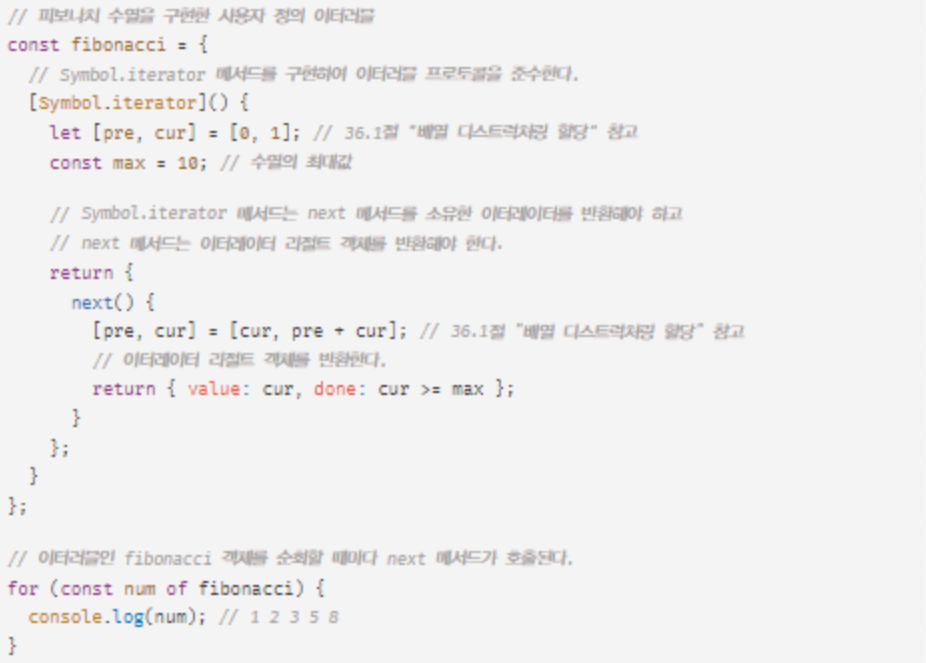 // 피보나치 수열을 구현한 사용자 정의 이터러블
const fibonacci = {
// Symbol.iterator 메서드를 구현하여 이터러블 프로토콜을 준수한다.
[Symbol.iterator]() {
let [pre, cur] = [0, 1]; // 36.1절 "배열 디스트럭처링 할당" 참고
const max = 10; // 수열의 최대값
// Symbol.iterator 메서드는 next 메서드를 소유한 이터레이터를 반환해야 하고
// next 메서드는 이터레이터 리절트 객체를 반환해야 한다.
return {
next() {
[pre, cur] = [cur, pre + cur]; // 36.1절 "배열 디스트럭처링 할당" 참고
// 이터레이터 리절트 객체를 반환한다.
return { value: cur, done: cur >= max };
}
};
}
};
// 이터러블인 fibonacci 객체를 순회할 때마다 next 메서드가 호출된다.
for (const num of fibonacci) {
console.log(num); // 1 2 3 5 8
}